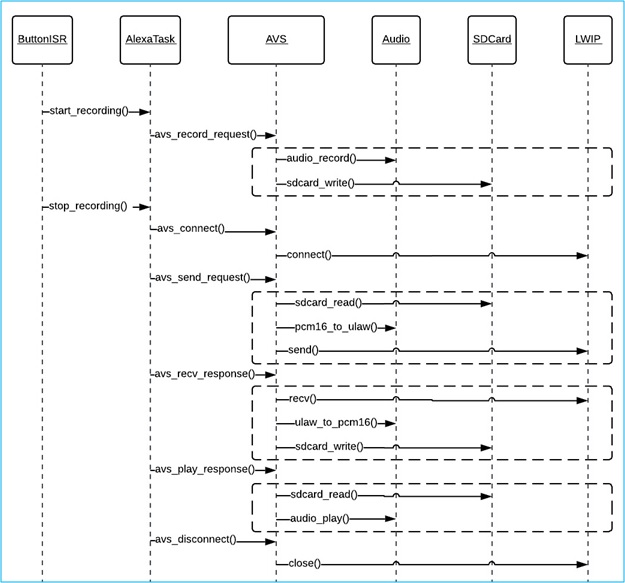 ButtonISR AlexaTask AVS Audio SDCard LWIP
start_recording()
avs_record_request()
audio_record()
sdcard_write()
stop_recording()
avs_connect()
connect()
avs_send_request()
sdcard_read()
pcm16_to_ulaw()
send()
avs_recv_response()
recv()
ulaw_to_pcm16()
sdcard_write()
avs_play_response()
sdcard_read()
audio_play()
avs_disconnect()
close()